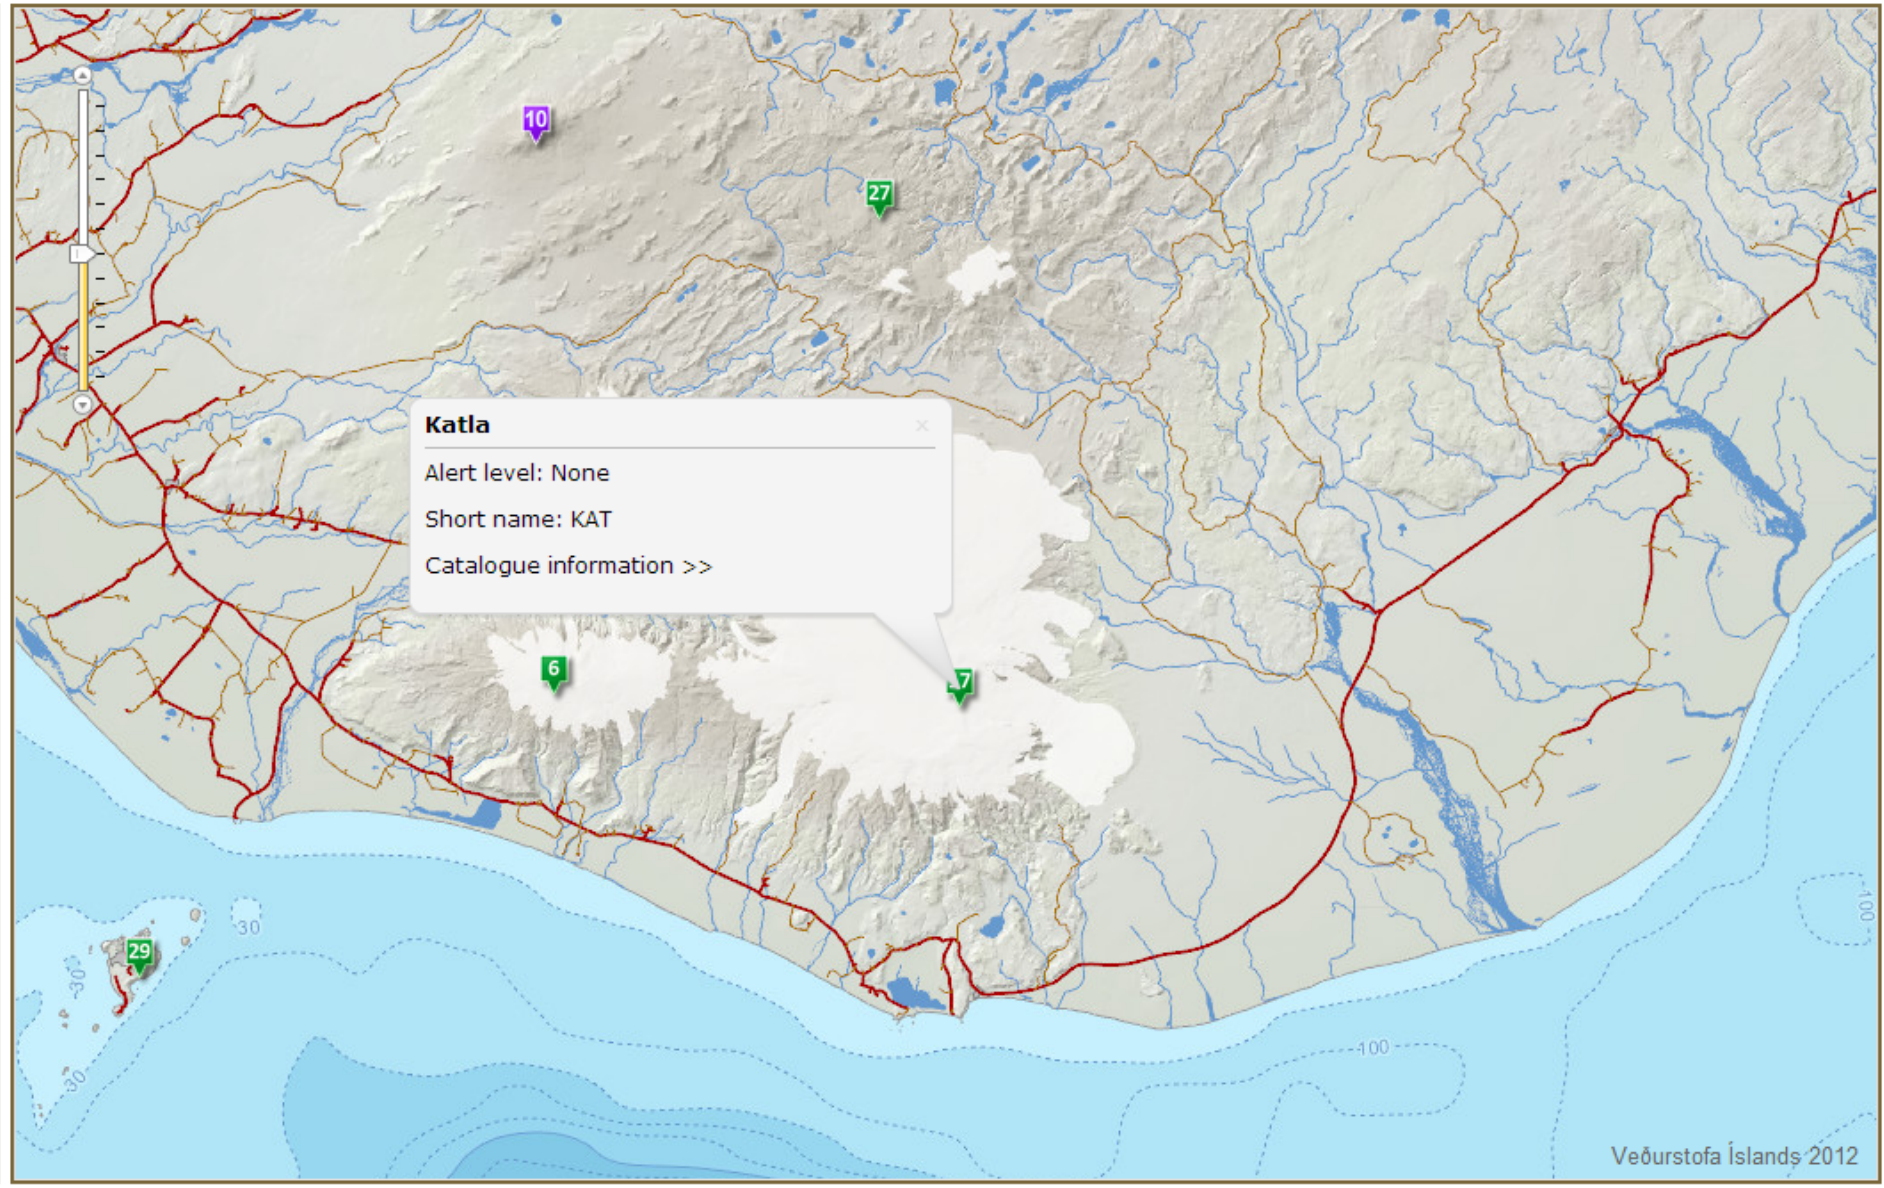 10
27
Katla
×
Alert level: None
Short name: KAT
Catalogue information >>
6
7
29
30
30
30
100
100
Veðurstofa Íslands 2012